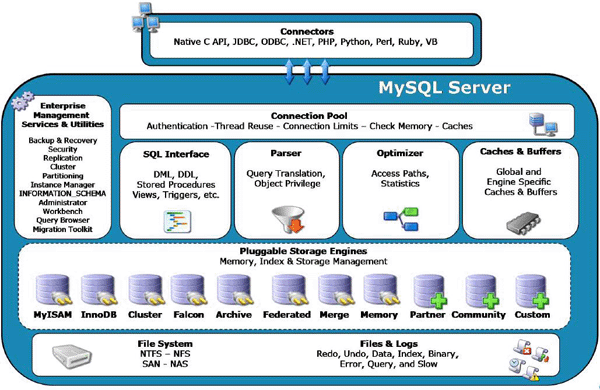 Connectors
Native C API, JDBC, ODBC, .NET, PHP, Python, Perl, Ruby, VB
MySQL Server
Enterprise
Management
Services & Utilities
Backup & Recovery
Security
Replication
Cluster
Partitioning
Instance Manager
INFORMATION_SCHEMA
Administrator
Workbench
Query Browser
Migration Toolkit
Connection Pool
Authentication -Thread Reuse - Connection Limits – Check Memory - Caches
SQL Interface
DML, DDL,
Stored Procedures
Views, Triggers, etc.
Parser
Query Translation,
Object Privilege
Optimizer
Access Paths,
Statistics
Caches & Buffers
Global and
Engine Specific
Caches & Buffers
Pluggable Storage Engines
Memory, Index & Storage Management
MyISAM InnoDB Cluster Falcon Archive Federated Merge Memory Partner Community Custom
File System
NTFS – NFS
SAN - NAS
Files & Logs
Redo, Undo, Data, Index, Binary,
Error, Query, and Slow